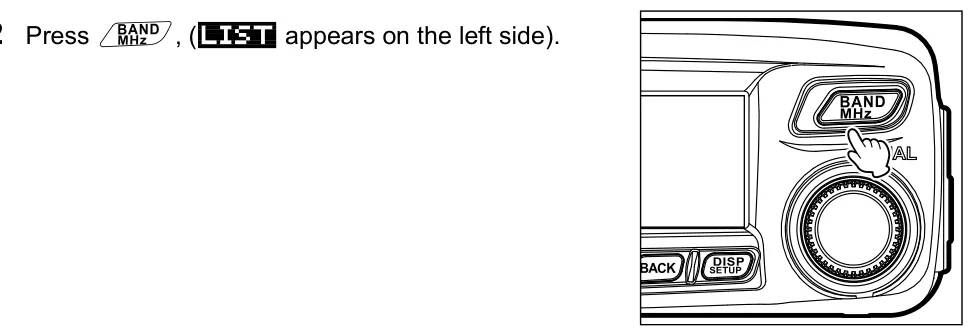 2 Press BAND MHz, (LIST appears on the left side).
BAND
MHz
AL
BACK
DISP
SETUP